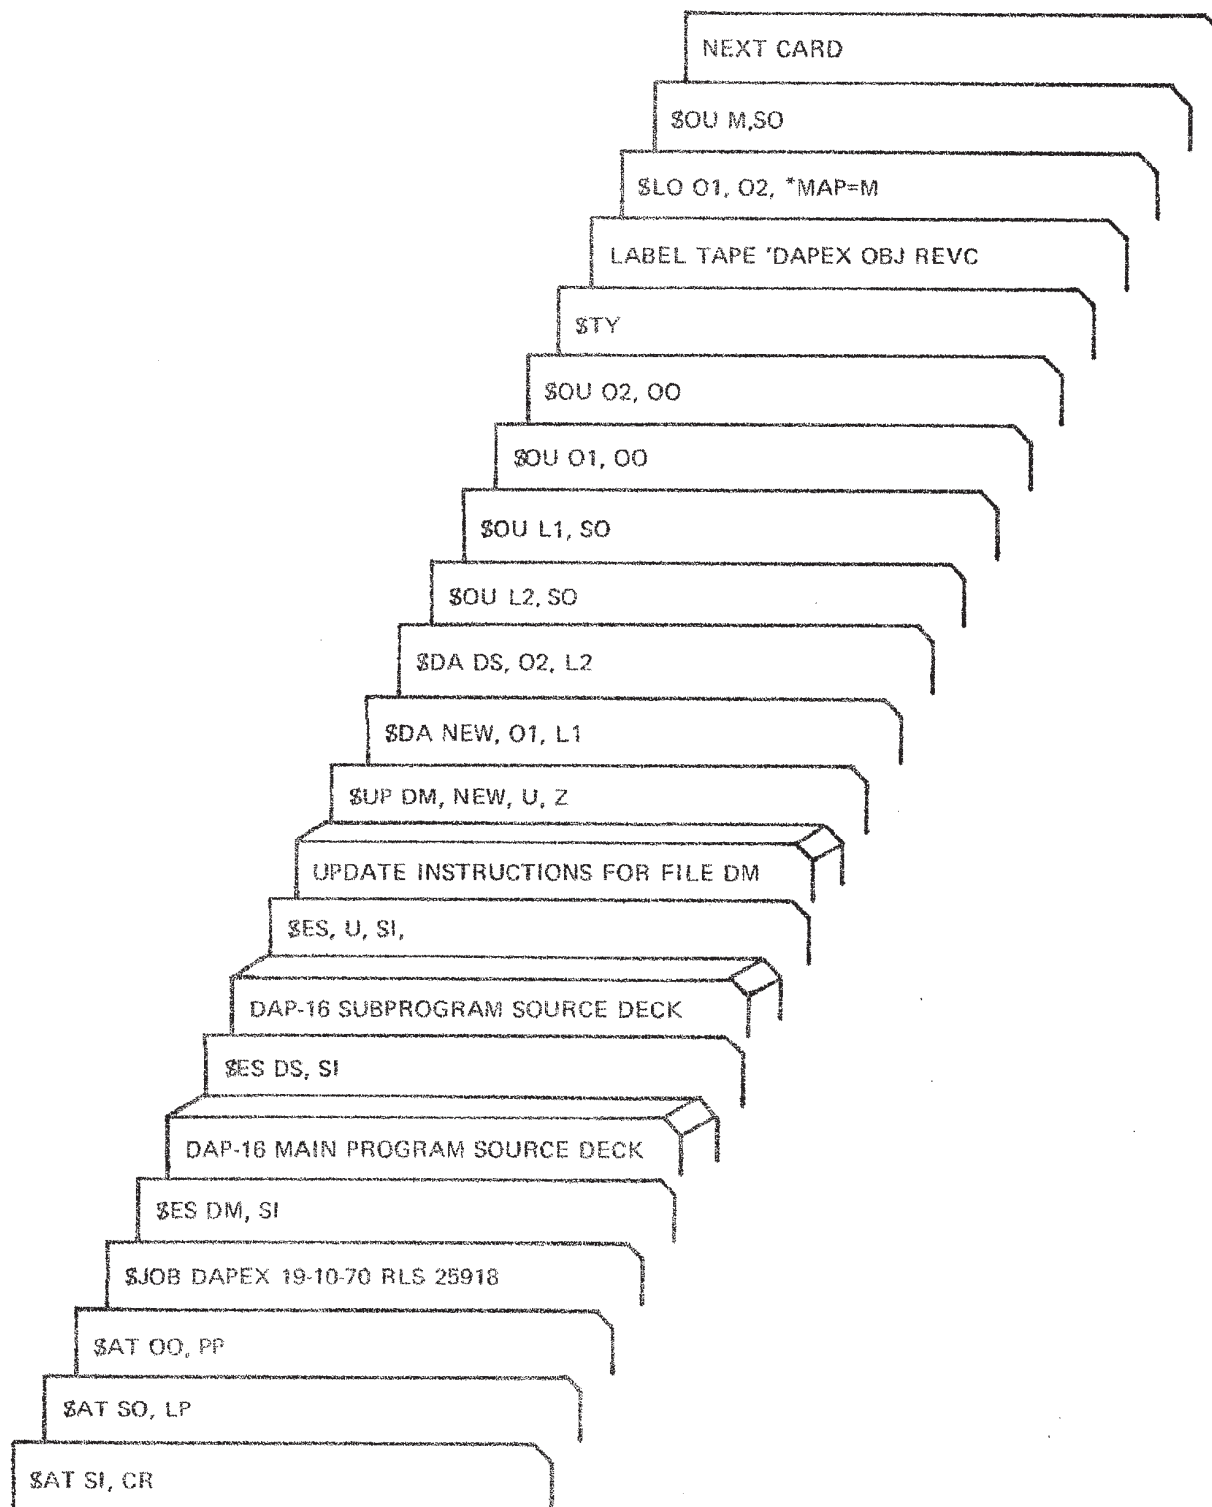 NEXT CARD
$OU M,SO
$LO O1, O2, *MAP=M
LABEL TAPE 'DAPEX OBJ REVC
$TY
$OU O2, OO
$OU O1, OO
$OU L1, SO
$OU L2, SO
$DA DS, O2, L2
$DA NEW, O1, L1
$UP DM, NEW, U, Z
UPDATE INSTRUCTIONS FOR FILE DM
$ES, U, SI,
DAP-16 SUBPROGRAM SOURCE DECK
$ES DS, SI
DAP-16 MAIN PROGRAM SOURCE DECK
$ES DM, SI
$JOB DAPEX 19-10-70 RLS 25918
$AT OO, PP
$AT SO, LP
$AT SI, CR